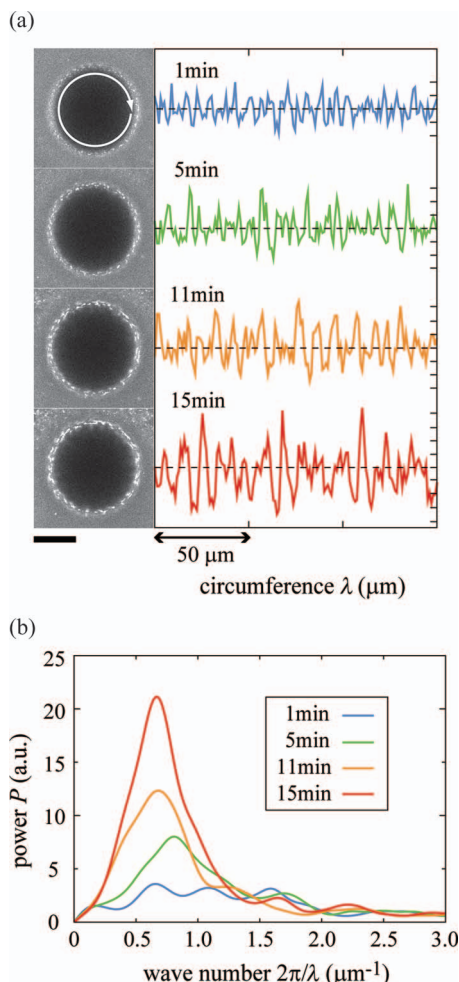 (a)
1min
5min
11min
15min
50 μm
circumference λ (μm)
(b)
25
20
15
10
5
0
power P (a.u.)
1min
5min
11min
15min
0 0.5 1.0 1.5 2.0 2.5 3.0
wave number 2π/λ (μm⁻¹)